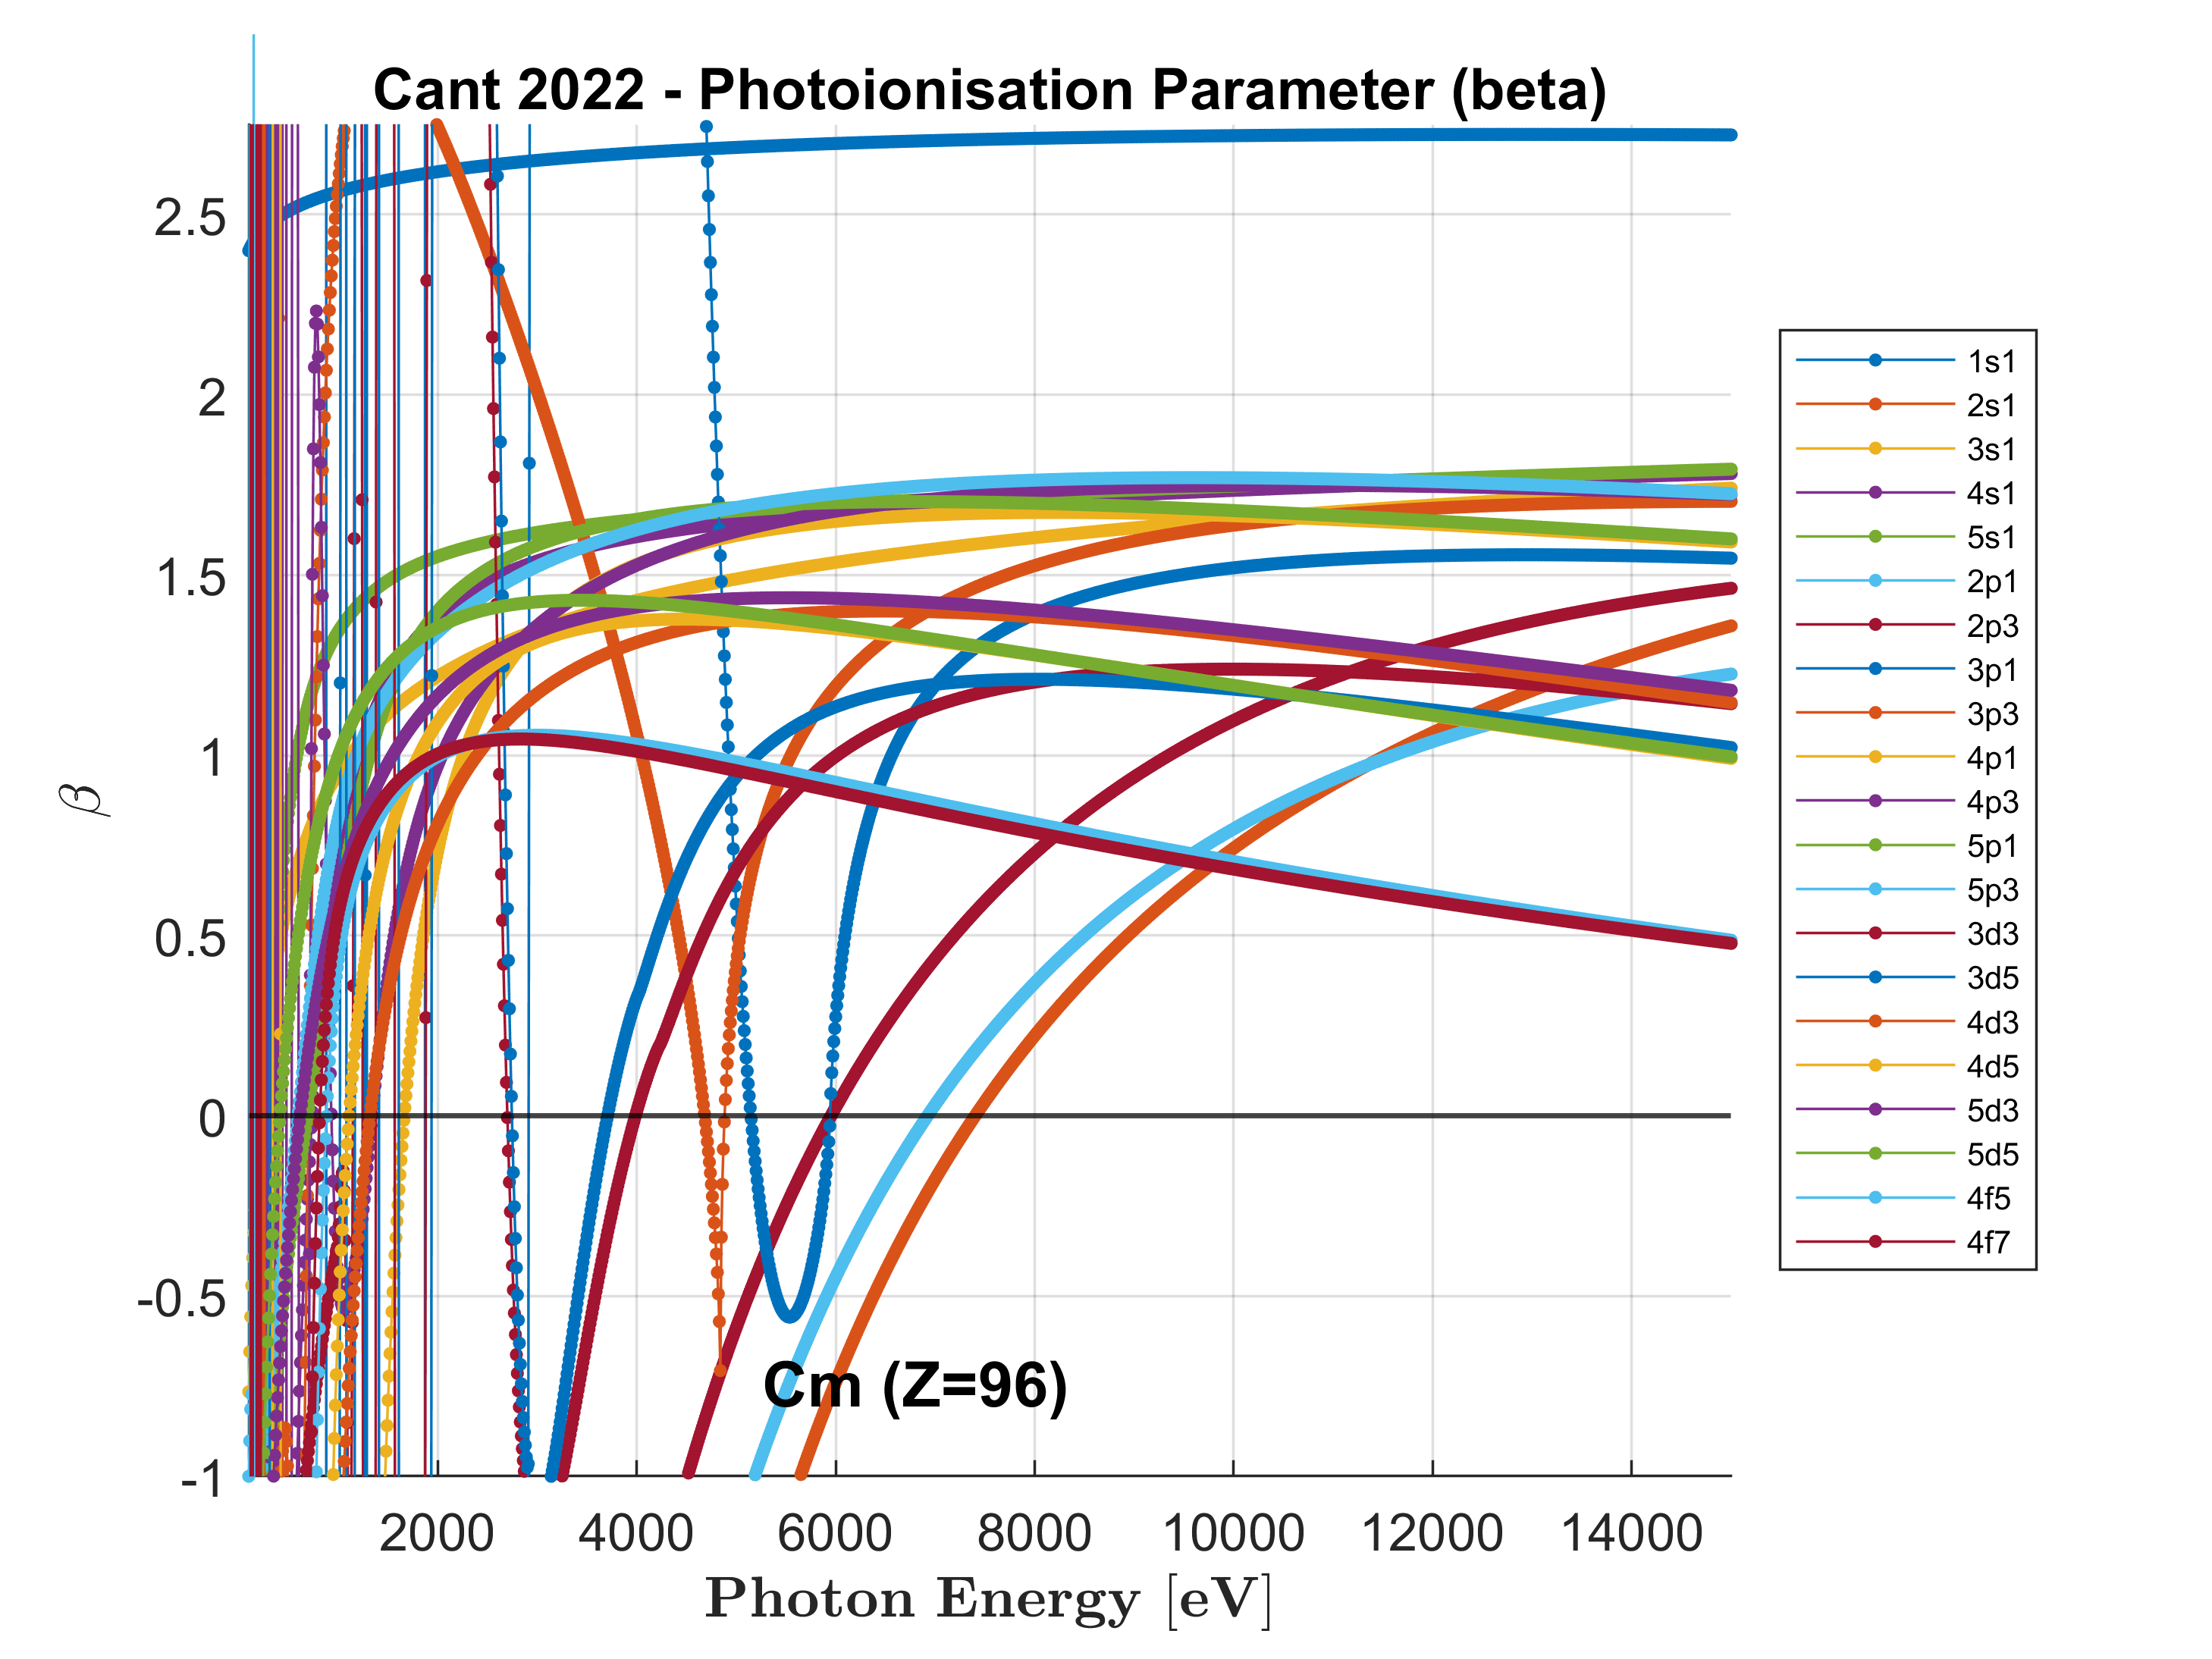 Cant 2022 - Photoionisation Parameter (beta)
2.5
2
1.5
1
0.5
0
-0.5
-1
β
Cm (Z=96)
2000 4000 6000 8000 10000 12000 14000
Photon Energy [eV]
1s1
2s1
3s1
4s1
5s1
2p1
2p3
3p1
3p3
4p1
4p3
5p1
5p3
3d3
3d5
4d3
4d5
5d3
5d5
4f5
4f7